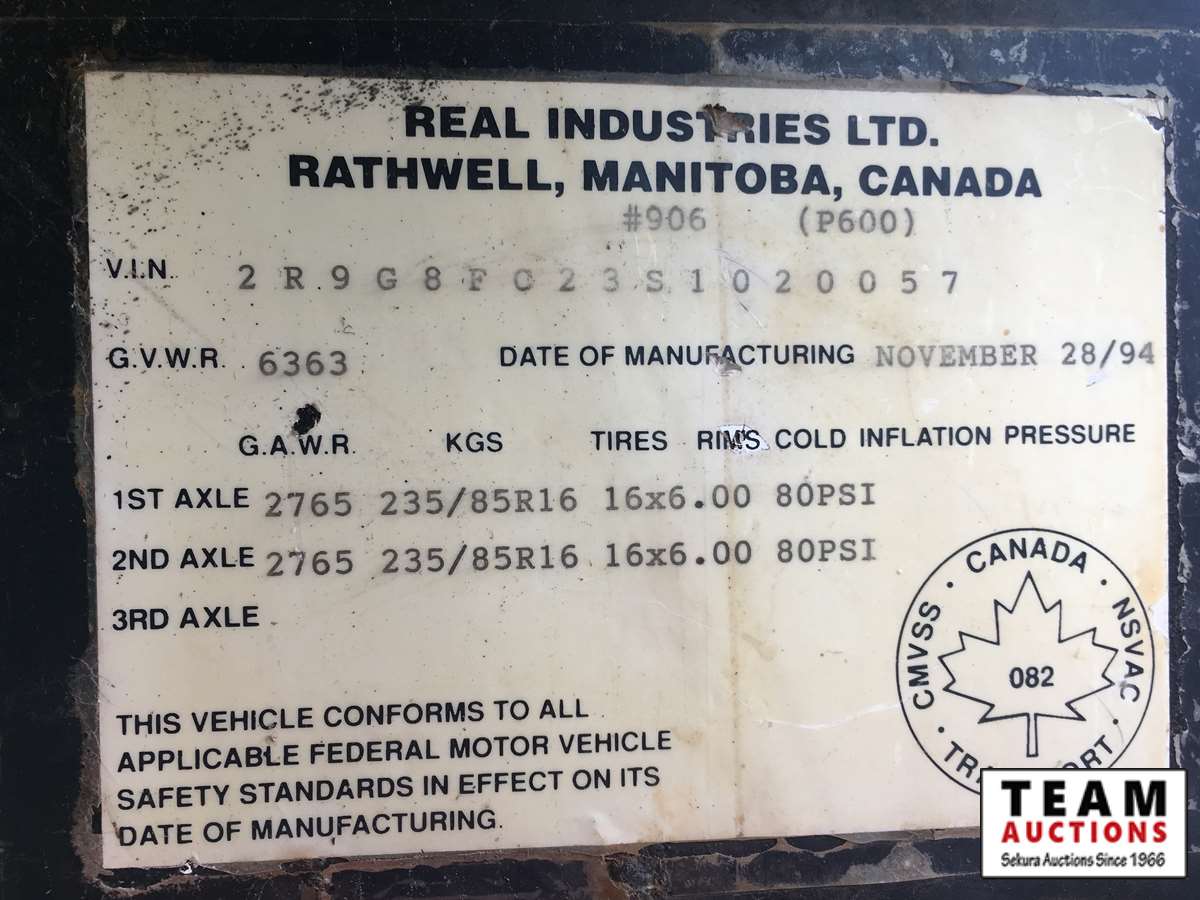 REAL INDUSTRIES LTD.
RATHWELL, MANITOBA, CANADA
#906 (P600)
V.I.N. 2R9G8FC23S1020057
G.V.W.R. 6363 DATE OF MANUFACTURING NOVEMBER 28/94
G.A.W.R. KGS TIRES RIMS COLD INFLATION PRESSURE
1ST AXLE 2765 235/85R16 16x6.00 80PSI
2ND AXLE 2765 235/85R16 16x6.00 80PSI
3RD AXLE
THIS VEHICLE CONFORMS TO ALL
APPLICABLE FEDERAL MOTOR VEHICLE
SAFETY STANDARDS IN EFFECT ON ITS
DATE OF MANUFACTURING.
CANADA · NSVAC ·
CMVSS ·
082
TEAM
AUCTIONS
Sekura Auctions Since 1966